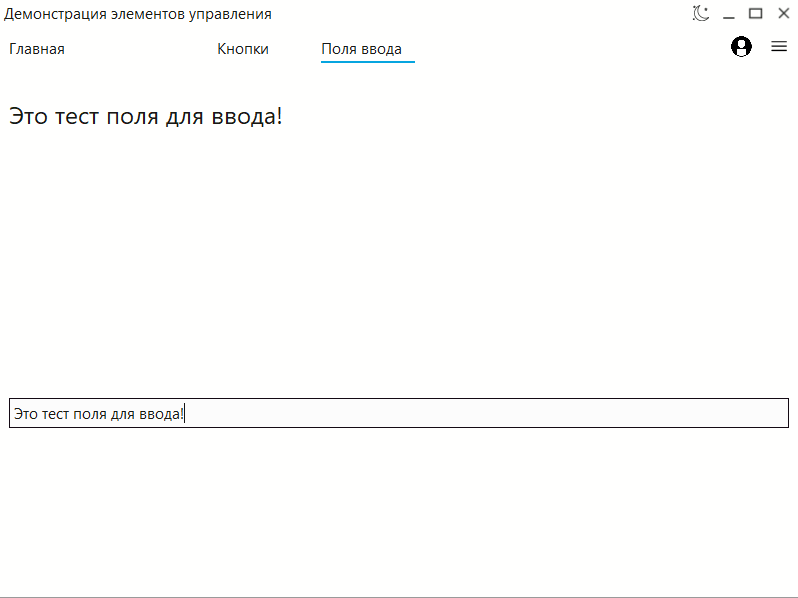 Демонстрация элементов управления
Главная Кнопки Поля ввода
Это тест поля для ввода!
Это тест поля для ввода!